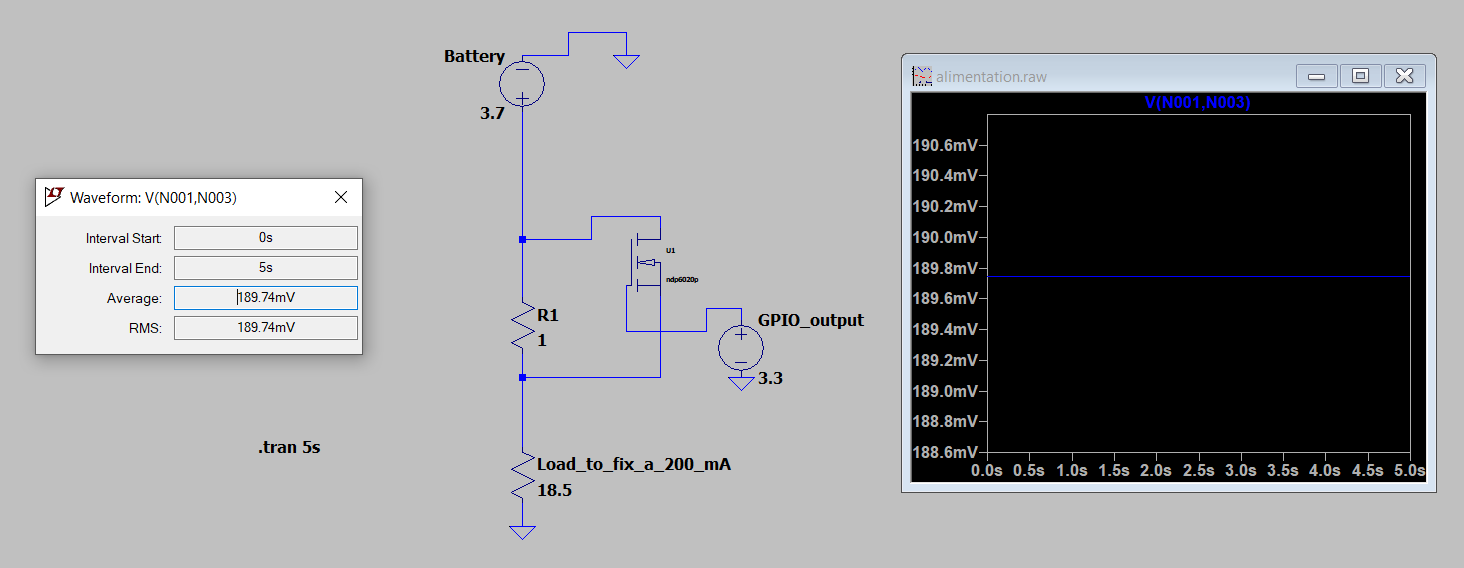 Battery
3.7
R1
1
U1
ndp6020p
GPIO_output
3.3
Load_to_fix_a_200_mA
18.5
.tran 5s
Waveform: V(N001,N003)
Interval Start: 0s
Interval End: 5s
Average: 189.74mV
RMS: 189.74mV
alimentation.raw
V(N001,N003)
190.6mV
190.4mV
190.2mV
190.0mV
189.8mV
189.6mV
189.4mV
189.2mV
189.0mV
188.8mV
188.6mV
0.0s 0.5s 1.0s 1.5s 2.0s 2.5s 3.0s 3.5s 4.0s 4.5s 5.0s